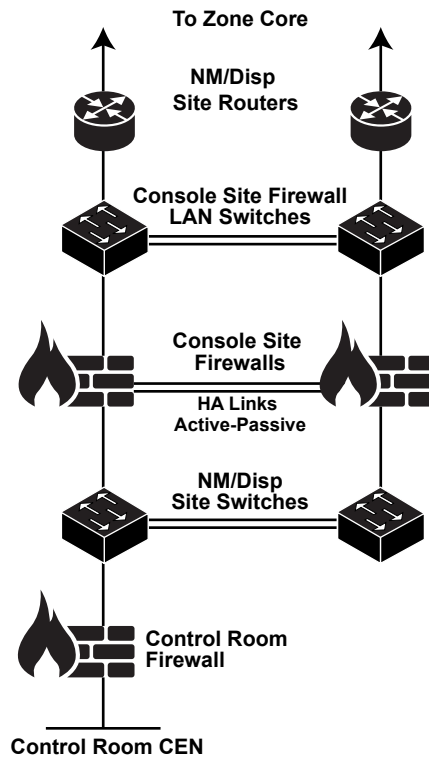 To Zone Core
NM/Disp
Site Routers
Console Site Firewall
LAN Switches
Console Site
Firewalls
HA Links
Active-Passive
NM/Disp
Site Switches
Control Room
Firewall
Control Room CEN